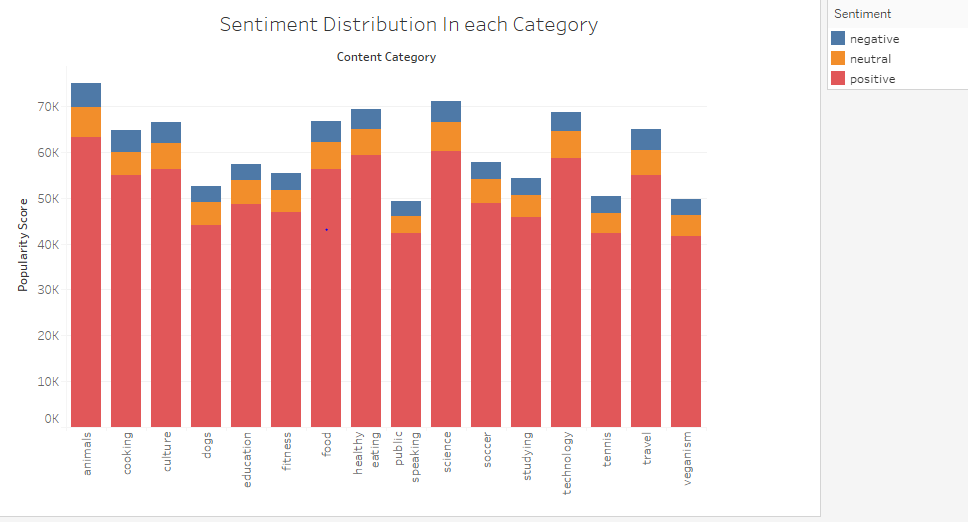 Sentiment Distribution In each Category
Content Category
Popularity Score
70K
60K
50K
40K
30K
20K
10K
0K
animals
cooking
culture
dogs
education
fitness
food
healthy
eating
public
speaking
science
soccer
studying
technology
tennis
travel
veganism
Sentiment
negative
neutral
positive